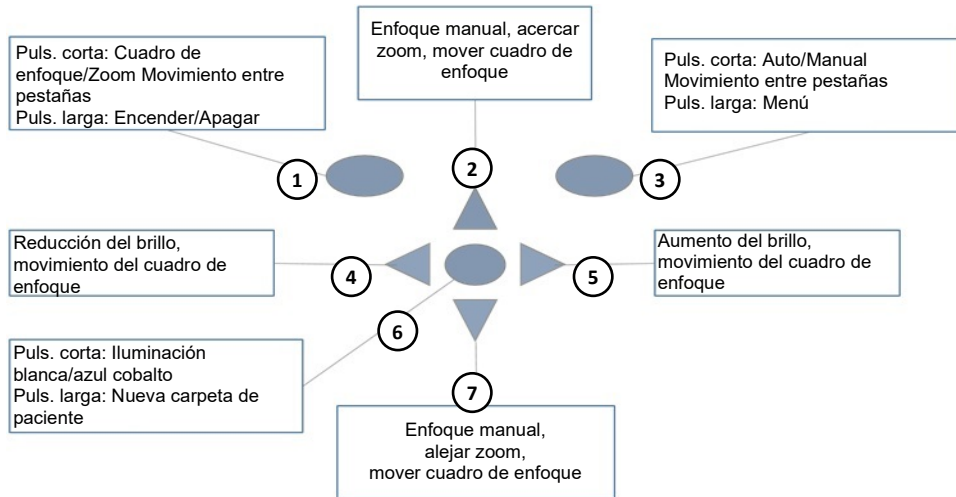 Puls. corta: Cuadro de
enfoque/Zoom Movimiento entre
pestañas
Puls. larga: Encender/Apagar
Enfoque manual, acercar
zoom, mover cuadro de
enfoque
Puls. corta: Auto/Manual
Movimiento entre pestañas
Puls. larga: Menú
1
2
3
Reducción del brillo,
movimiento del cuadro de
enfoque
4
5
Aumento del brillo,
movimiento del cuadro de
enfoque
6
Puls. corta: Iluminación
blanca/azul cobalto
Puls. larga: Nueva carpeta de
paciente
7
Enfoque manual,
alejar zoom,
mover cuadro de enfoque